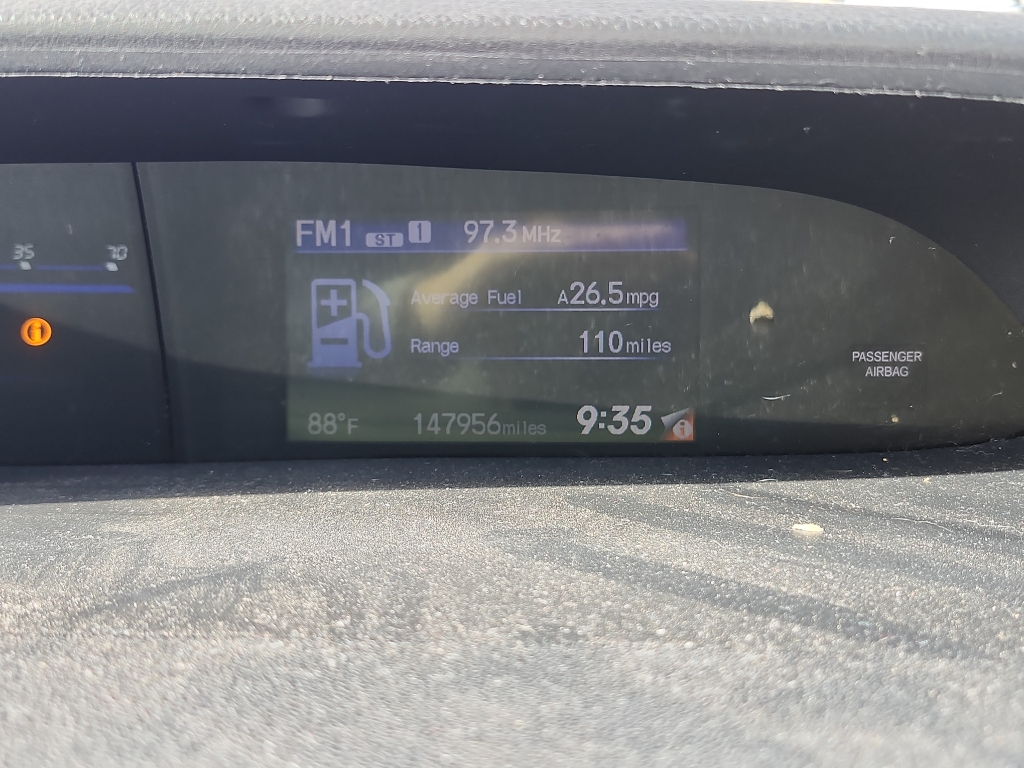 FM1 ST 1 97.3 MHz
35 70
Average Fuel A26.5 mpg
Range 110 miles
PASSENGER
AIRBAG
88°F 147956 miles 9:35 i